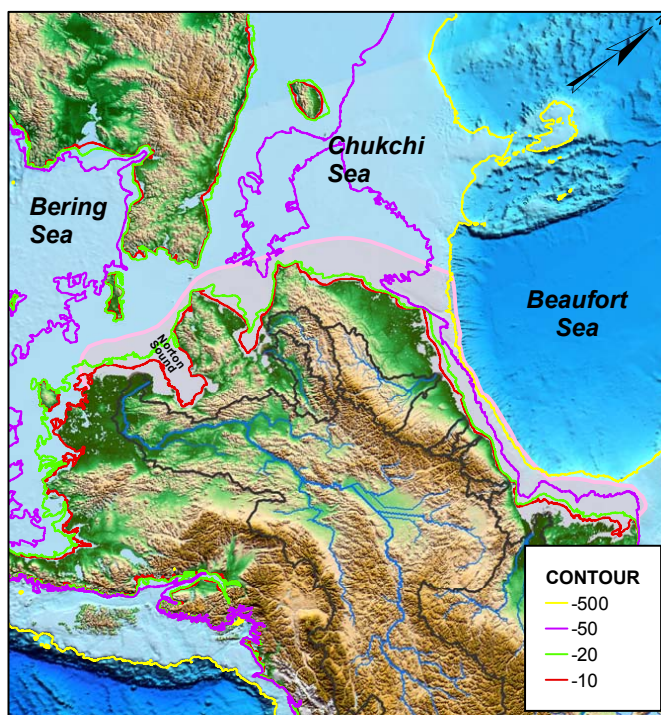 Chukchi
Sea
Bering
Sea
Beaufort
Sea
Norton
Sound
CONTOUR
-500
-50
-20
-10